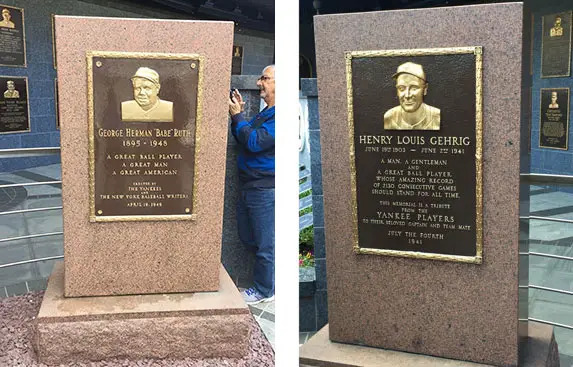 GEORGE HERMAN "BABE" RUTH
1895 - 1948
A GREAT BALL PLAYER
A GREAT MAN
A GREAT AMERICAN
ERECTED BY
THE YANKEES
AND
THE NEW YORK BASEBALL WRITERS
APRIL 19, 1949
HENRY LOUIS GEHRIG
JUNE 19TH 1903 - JUNE 2ND 1941
A MAN, A GENTLEMAN
AND
A GREAT BALL PLAYER
WHOSE AMAZING RECORD
OF 2130 CONSECUTIVE GAMES
SHOULD STAND FOR ALL TIME.
THIS MEMORIAL IS A TRIBUTE
FROM THE
YANKEE PLAYERS
TO THEIR BELOVED CAPTAIN AND TEAM MATE
JULY THE FOURTH
1941